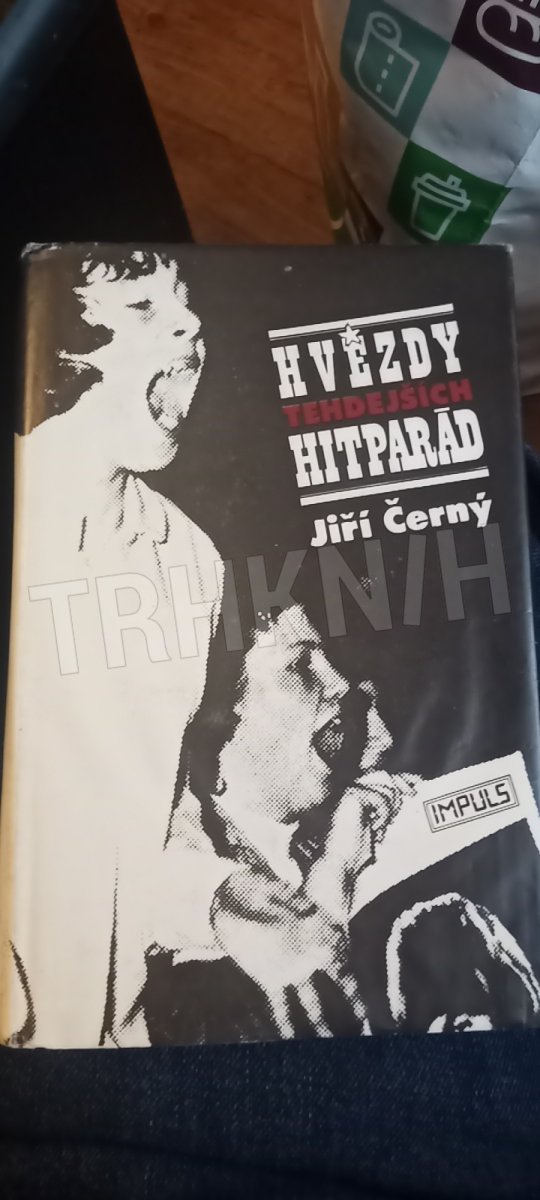 HVĚZDY
TEHDEJŠÍCH
HITPARÁD
Jiří Černý
TRHKNIH
IMPULS